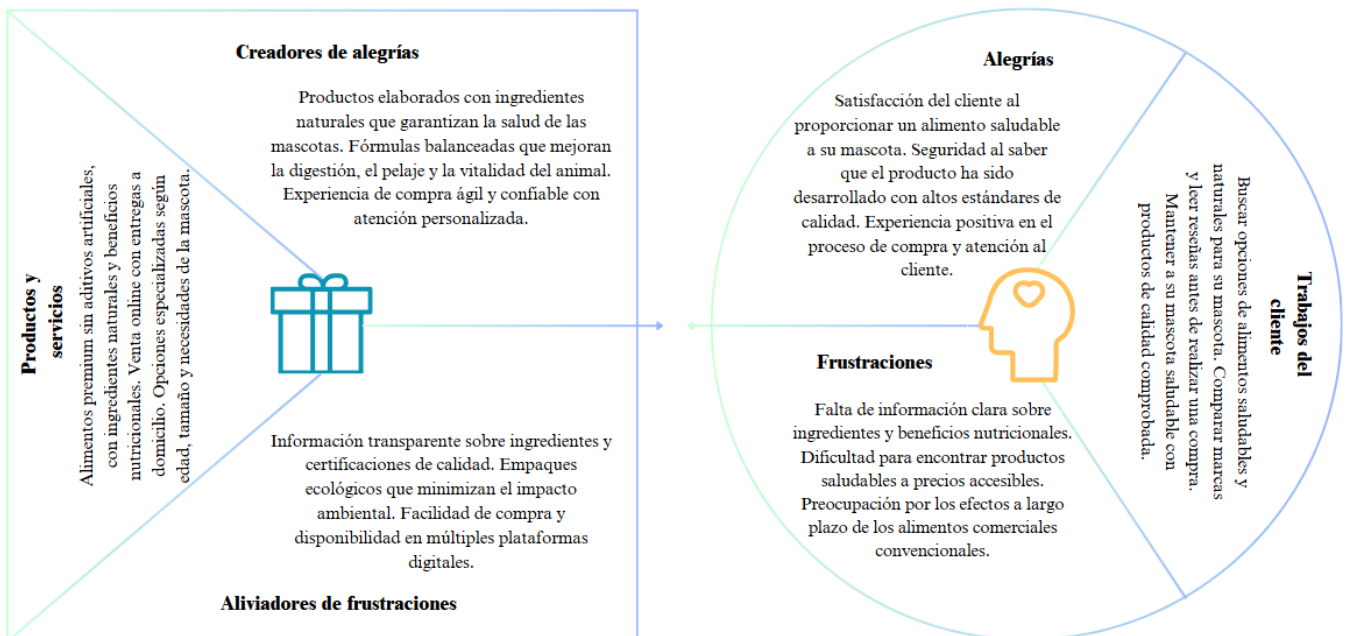 Creadores de alegrías
Productos elaborados con ingredientes
naturales que garantizan la salud de las
mascotas. Fórmulas balanceadas que mejoran
la digestión, el pelaje y la vitalidad del animal.
Experiencia de compra ágil y confiable con
atención personalizada.
Productos y
servicios
Alimentos premium sin aditivos artificiales,
con ingredientes naturales y beneficios
nutricionales. Venta online con entregas a
domicilio. Opciones especializadas según
edad, tamaño y necesidades de la mascota.
Información transparente sobre ingredientes y
certificaciones de calidad. Empaques
ecológicos que minimizan el impacto
ambiental. Facilidad de compra y
disponibilidad en múltiples plataformas
digitales.
Aliviadores de frustraciones
Alegrías
Satisfacción del cliente al
proporcionar un alimento saludable
a su mascota. Seguridad al saber
que el producto ha sido
desarrollado con altos estándares de
calidad. Experiencia positiva en el
proceso de compra y atención al
cliente.
Frustraciones
Falta de información clara sobre
ingredientes y beneficios nutricionales.
Dificultad para encontrar productos
saludables a precios accesibles.
Preocupación por los efectos a largo
plazo de los alimentos comerciales
convencionales.
Trabajos del
cliente
Buscar opciones de alimentos saludables y
naturales para su mascota. Comparar marcas
y leer reseñas antes de realizar una compra.
Mantener a su mascota saludable con
productos de calidad comprobada.